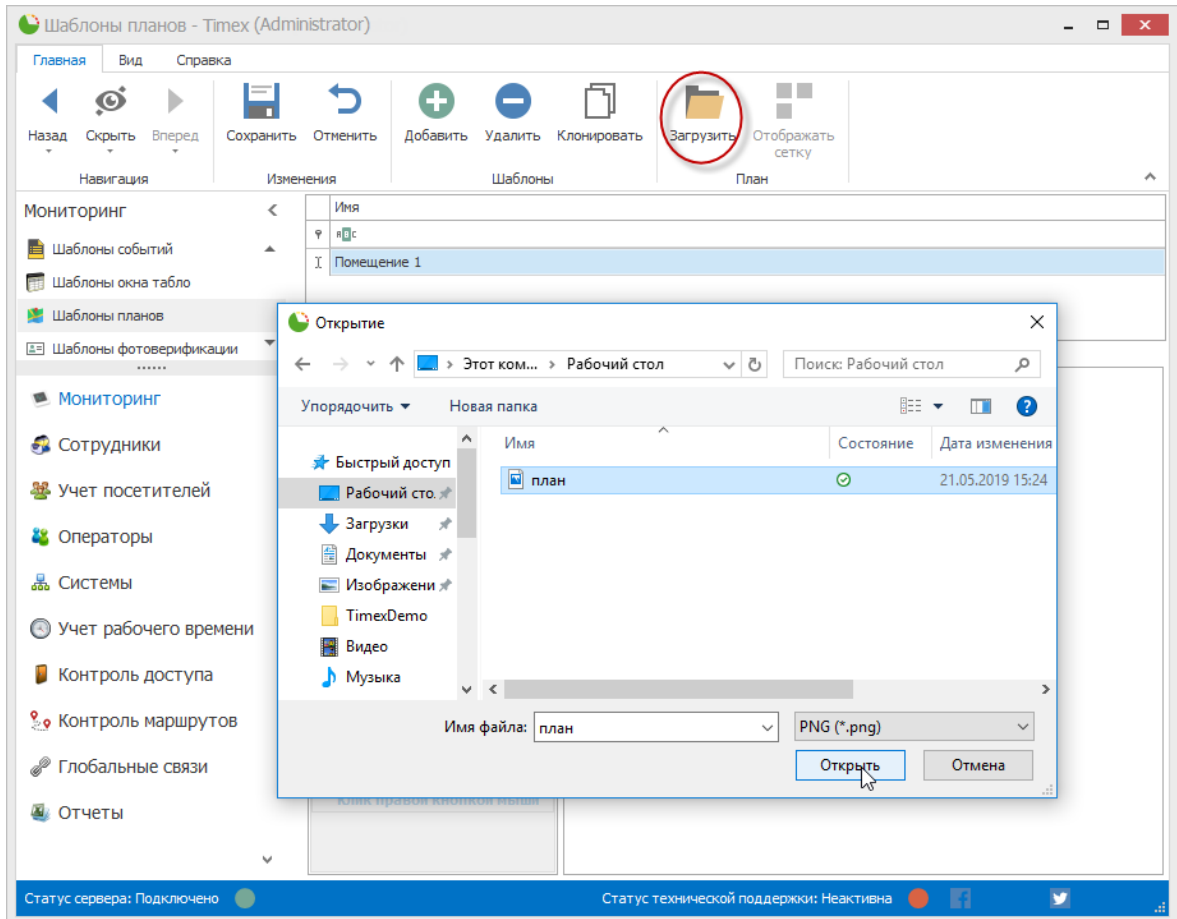 Шаблоны планов - Timex (Administrator)
Главная Вид Справка
Назад Скрыть Вперед Сохранить Отменить Добавить Удалить Клонировать Загрузить Отображать сетку
Навигация Изменения Шаблоны План
Мониторинг
Шаблоны событий
Шаблоны окна табло
Шаблоны планов
Шаблоны фотоверификации
Мониторинг
Сотрудники
Учет посетителей
Операторы
Системы
Учет рабочего времени
Контроль доступа
Контроль маршрутов
Глобальные связи
Отчеты
Имя
Помещение 1
Открытие
Этот ком... Рабочий стол
Поиск: Рабочий стол
Упорядочить Новая папка
Имя Состояние Дата изменения
план 21.05.2019 15:24
Быстрый доступ
Рабочий сто.
Загрузки
Документы
Изображени
TimexDemo
Видео
Музыка
Имя файла: план PNG (*.png)
Открыть Отмена
Клик правой кнопкой мыши
Статус сервера: Подключено Статус технической поддержки: Неактивна